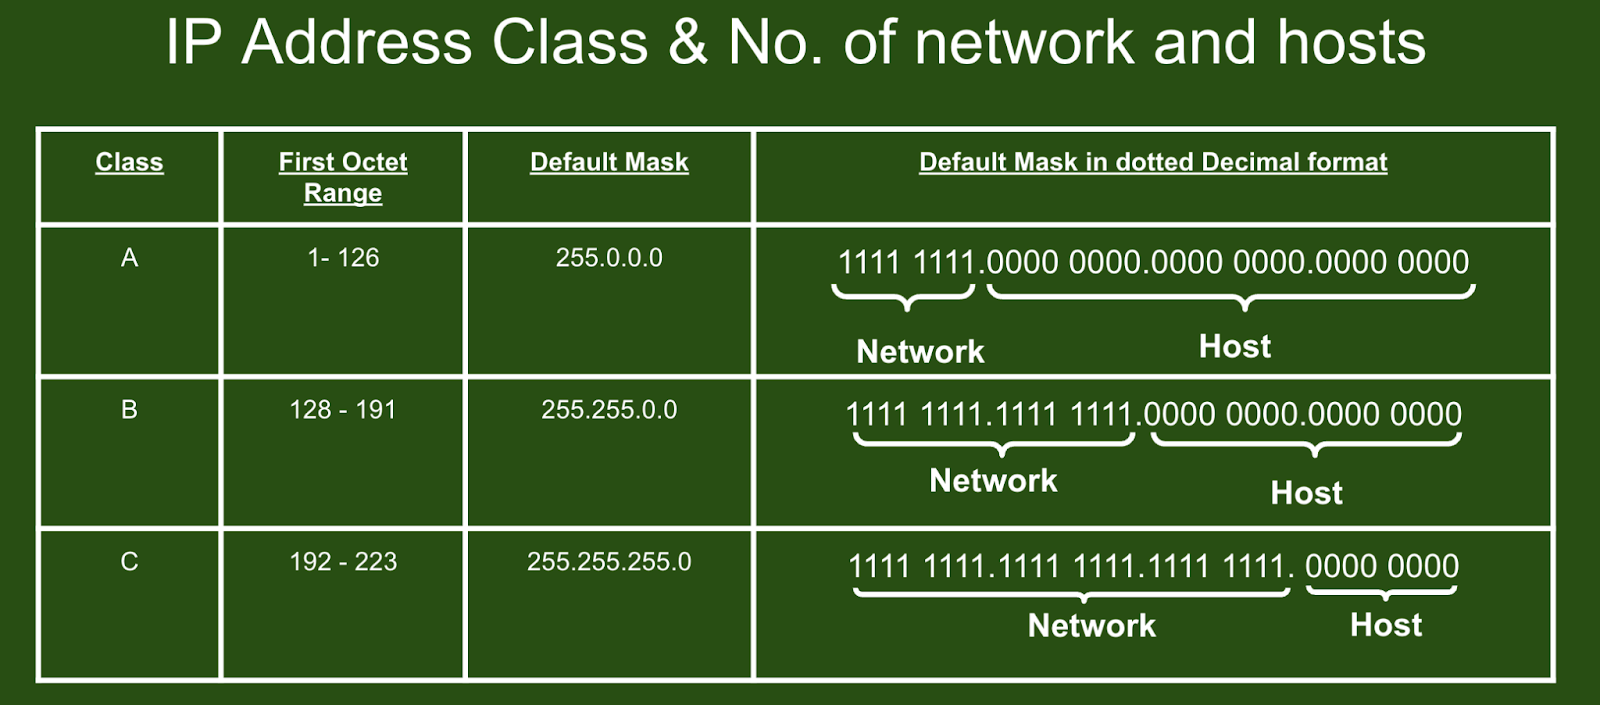 IP Address Class & No. of network and hosts
Class
First Octet
Range
Default Mask
Default Mask in dotted Decimal format
A
1- 126
255.0.0.0
1111 1111.0000 0000.0000 0000.0000 0000
Network
Host
B
128 - 191
255.255.0.0
1111 1111.1111 1111.0000 0000.0000 0000
Network
Host
C
192 - 223
255.255.255.0
1111 1111.1111 1111.1111 1111. 0000 0000
Network
Host